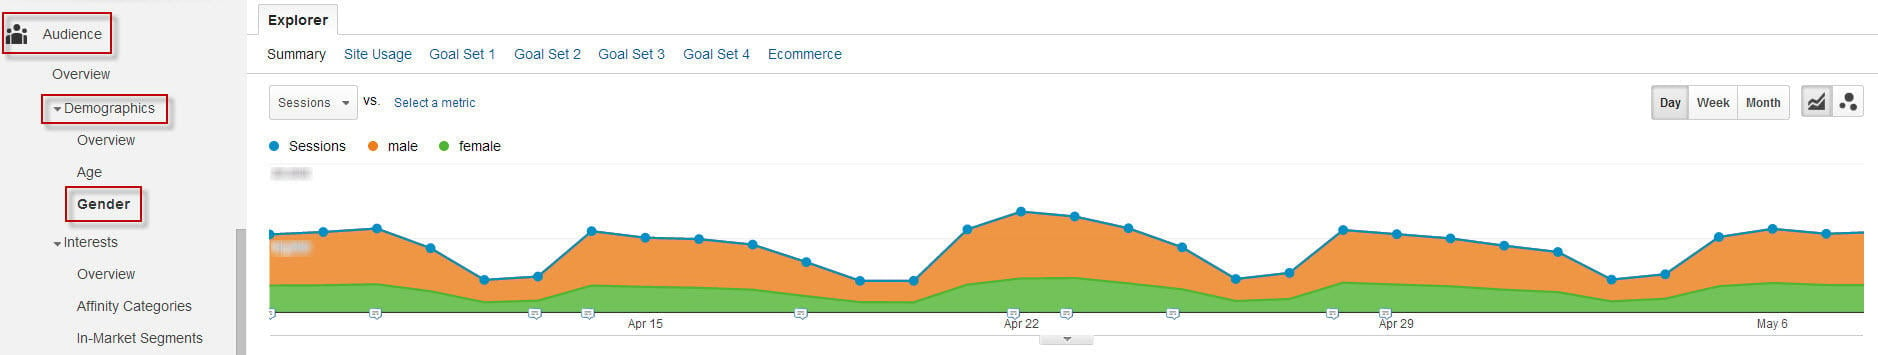 Audience
Overview
Demographics
Overview
Age
Gender
Interests
Overview
Affinity Categories
In-Market Segments
Explorer
Summary Site Usage Goal Set 1 Goal Set 2 Goal Set 3 Goal Set 4 Ecommerce
Sessions vs. Select a metric Day Week Month
Sessions male female
Apr 15 Apr 22 Apr 29 May 6